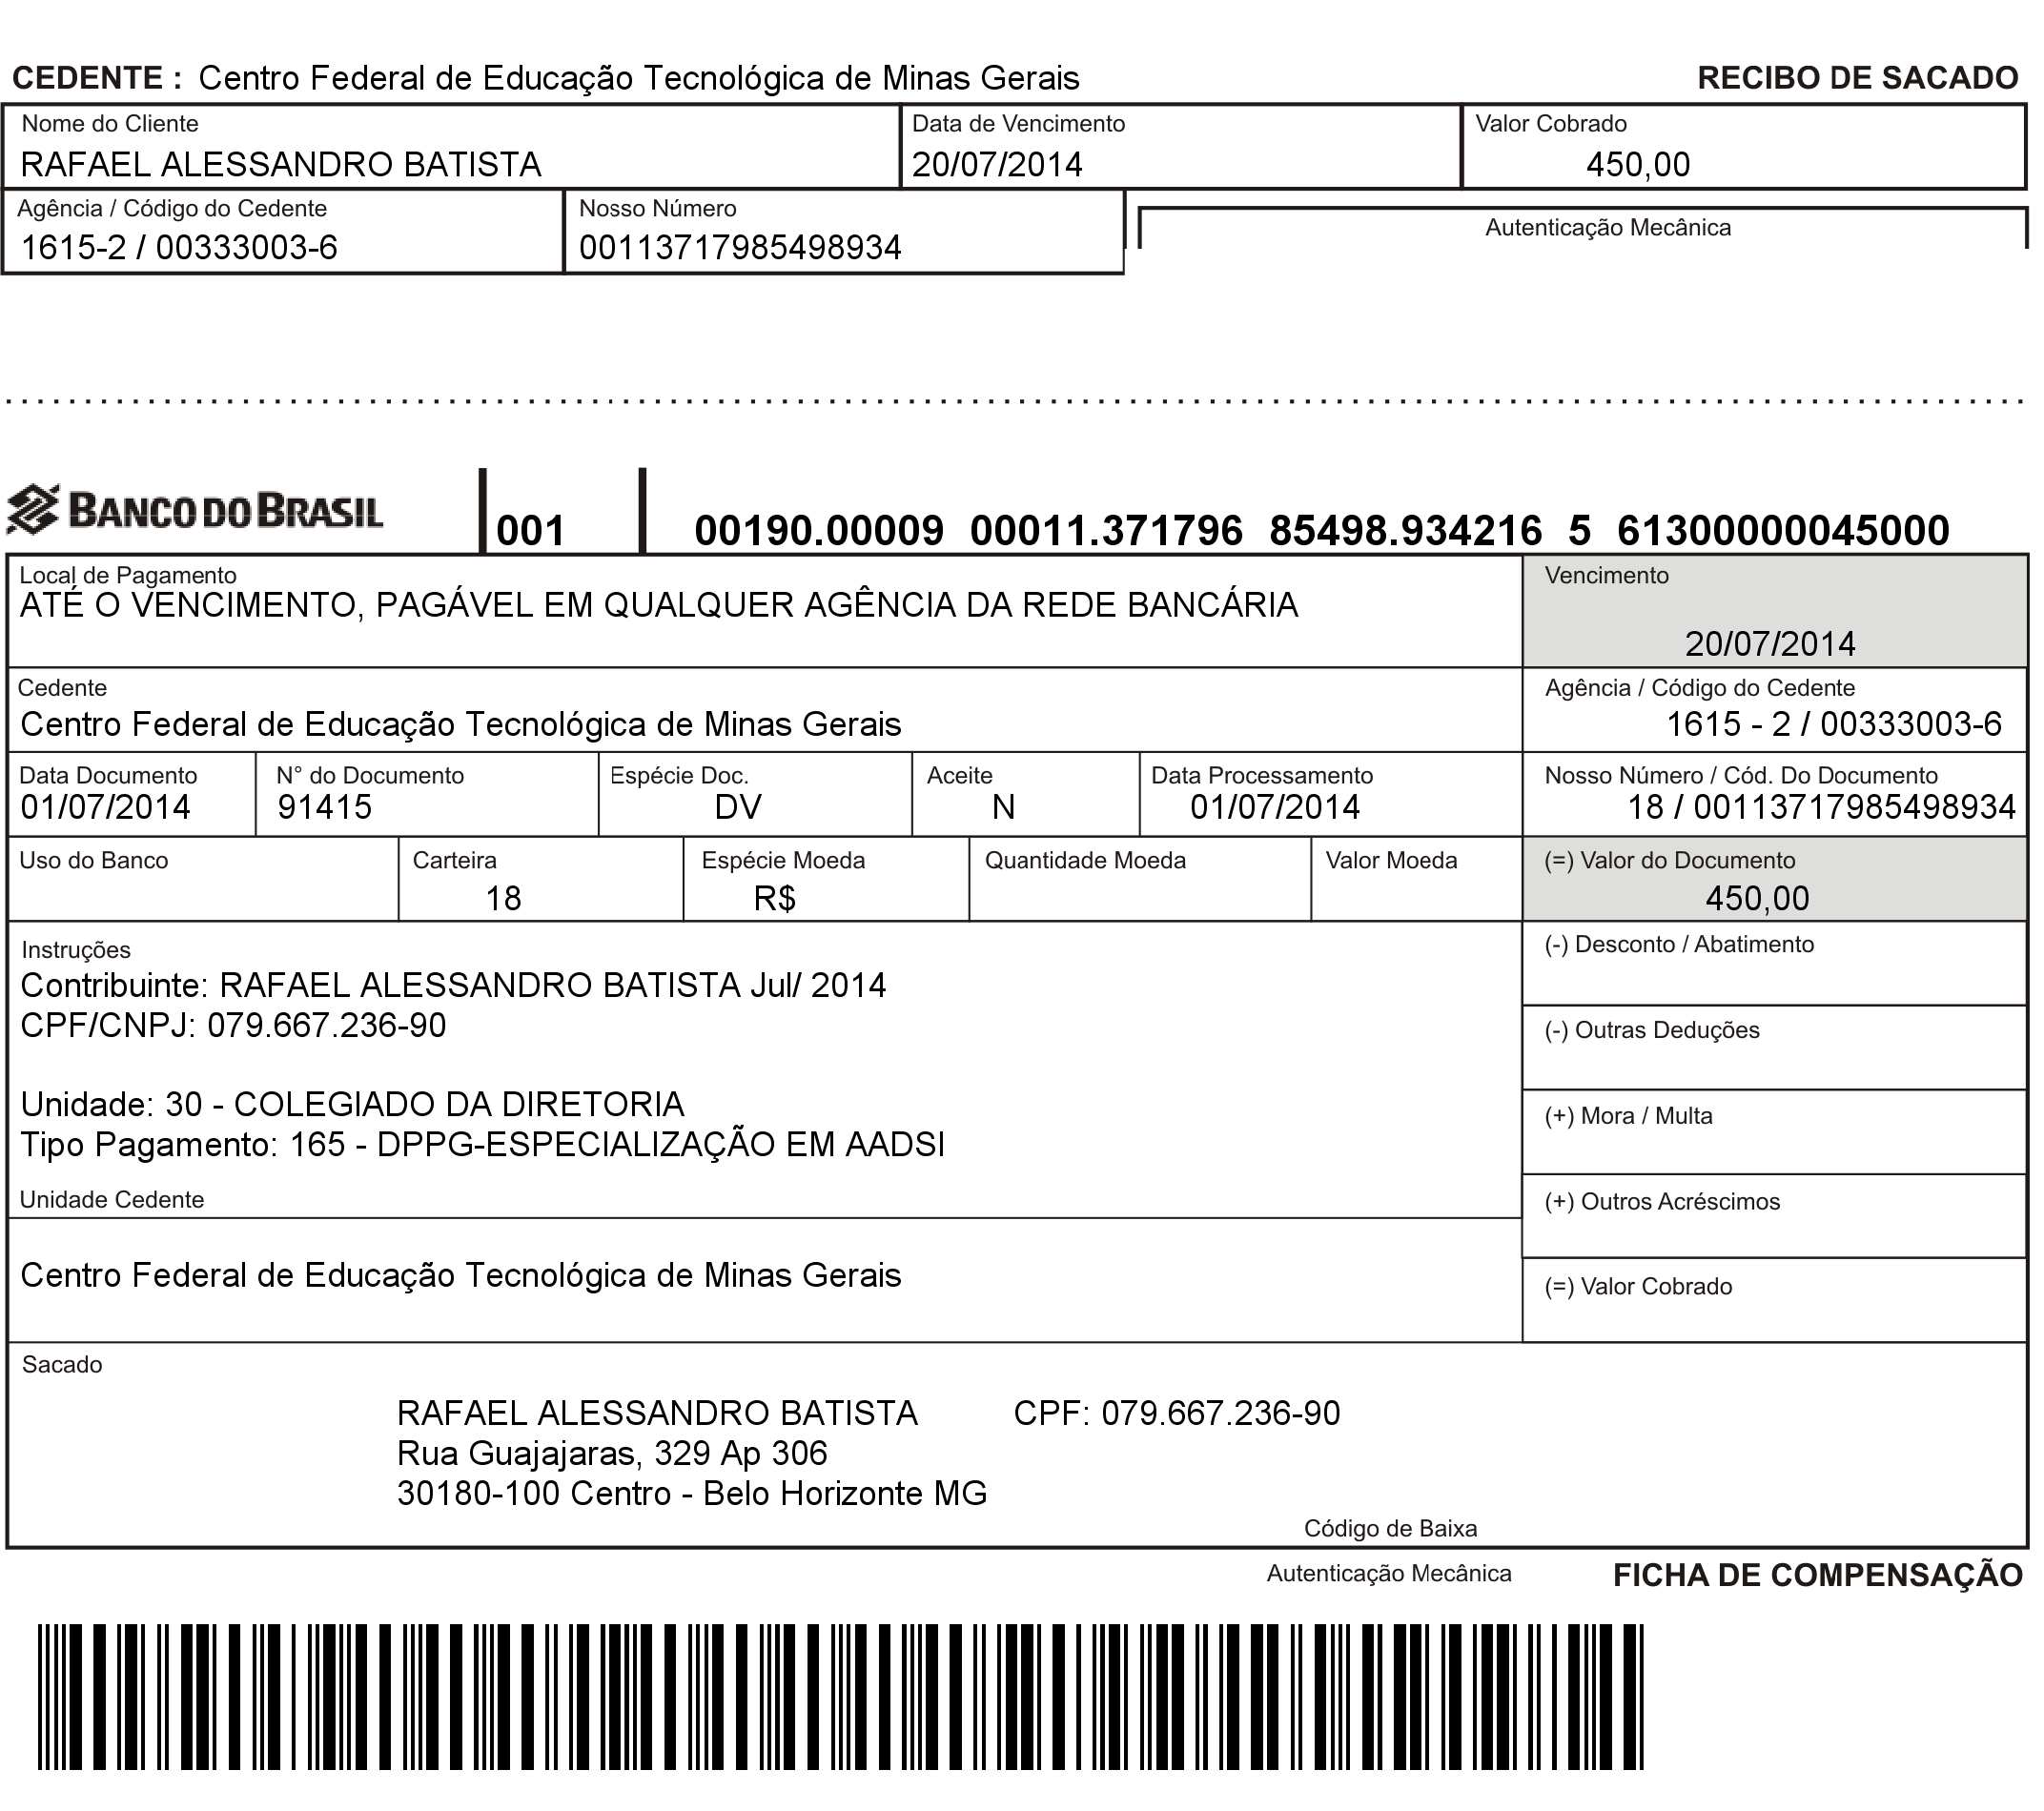 CEDENTE : Centro Federal de Educação Tecnológica de Minas Gerais RECIBO DE SACADO
Nome do Cliente Data de Vencimento Valor Cobrado
RAFAEL ALESSANDRO BATISTA 20/07/2014 450,00
Agência / Código do Cedente Nosso Número Autenticação Mecânica
1615-2 / 00333003-6 00113717985498934
BANCO DO BRASIL 001 00190.00009 00011.371796 85498.934216 5 61300000045000
Local de Pagamento Vencimento
ATÉ O VENCIMENTO, PAGÁVEL EM QUALQUER AGÊNCIA DA REDE BANCÁRIA
20/07/2014
Cedente Agência / Código do Cedente
Centro Federal de Educação Tecnológica de Minas Gerais 1615 - 2 / 00333003-6
Data Documento N° do Documento Espécie Doc. Aceite Data Processamento Nosso Número / Cód. Do Documento
01/07/2014 91415 DV N 01/07/2014 18 / 00113717985498934
Uso do Banco Carteira Espécie Moeda Quantidade Moeda Valor Moeda (=) Valor do Documento
18 R$ 450,00
Instruções (-) Desconto / Abatimento
Contribuinte: RAFAEL ALESSANDRO BATISTA Jul/ 2014
CPF/CNPJ: 079.667.236-90 (-) Outras Deduções
Unidade: 30 - COLEGIADO DA DIRETORIA (+) Mora / Multa
Tipo Pagamento: 165 - DPPG-ESPECIALIZAÇÃO EM AADSI
Unidade Cedente (+) Outros Acréscimos
Centro Federal de Educação Tecnológica de Minas Gerais (=) Valor Cobrado
Sacado
RAFAEL ALESSANDRO BATISTA CPF: 079.667.236-90
Rua Guajajaras, 329 Ap 306
30180-100 Centro - Belo Horizonte MG
Código de Baixa
Autenticação Mecânica FICHA DE COMPENSAÇÃO